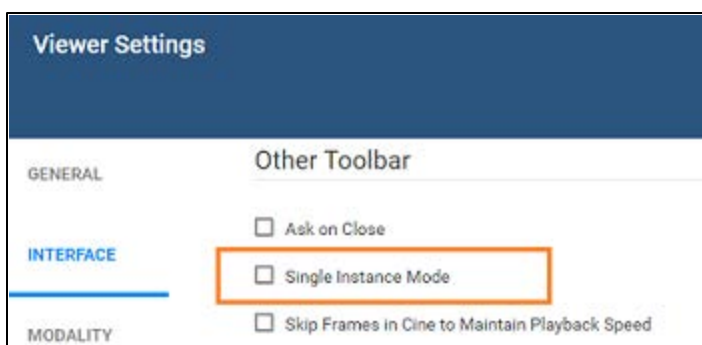 Viewer Settings
GENERAL
INTERFACE
MODALITY
Other Toolbar
Ask on Close
Single Instance Mode
Skip Frames in Cine to Maintain Playback Speed